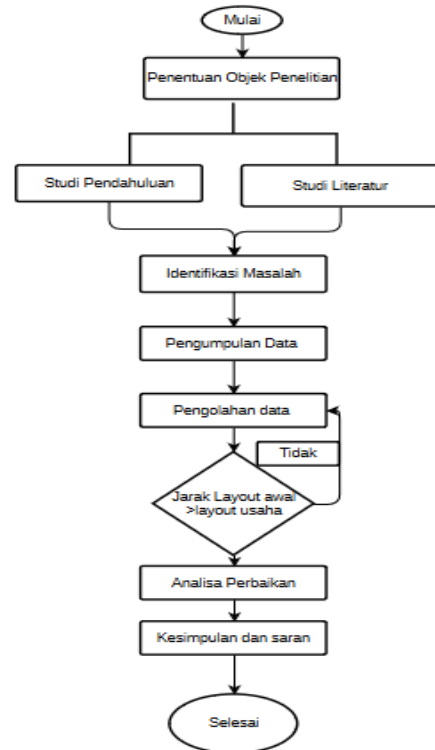 Mulai
Penentuan Objek Penelitian
Studi Pendahuluan
Studi Literatur
Identifikasi Masalah
Pengumpulan Data
Pengolahan data
Tidak
Jarak Layout awal
>layout usaha
Analisa Perbaikan
Kesimpulan dan saran
Selesai